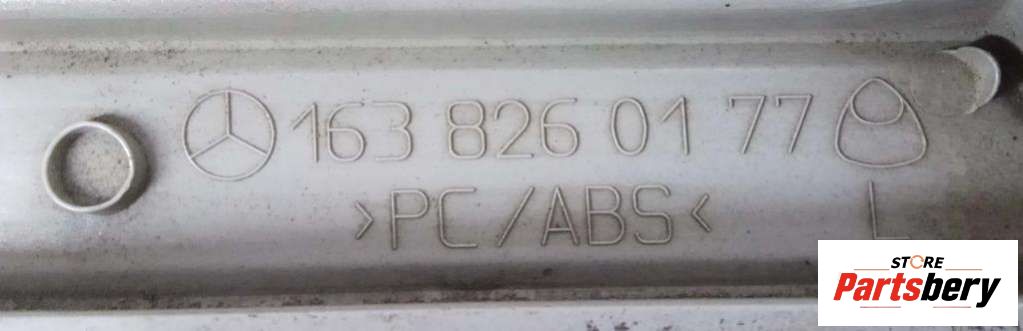 163 826 01 77
>PC/ABS<
L
STORE
Partsbery